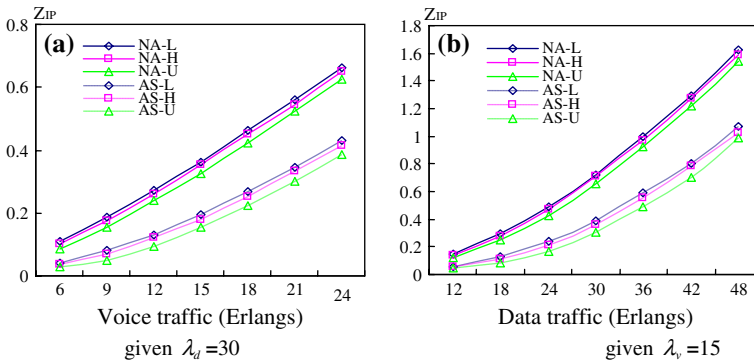 Z_IP
(a)
NA-L
NA-H
NA-U
AS-L
AS-H
AS-U
0.8
0.6
0.4
0.2
0
6 9 12 15 18 21 24
Voice traffic (Erlangs)
given λ_d =30
Z_IP
(b)
NA-L
NA-H
NA-U
AS-L
AS-H
AS-U
1.8
1.6
1.4
1.2
1
0.8
0.6
0.4
0.2
0
12 18 24 30 36 42 48
Data traffic (Erlangs)
given λ_v =15